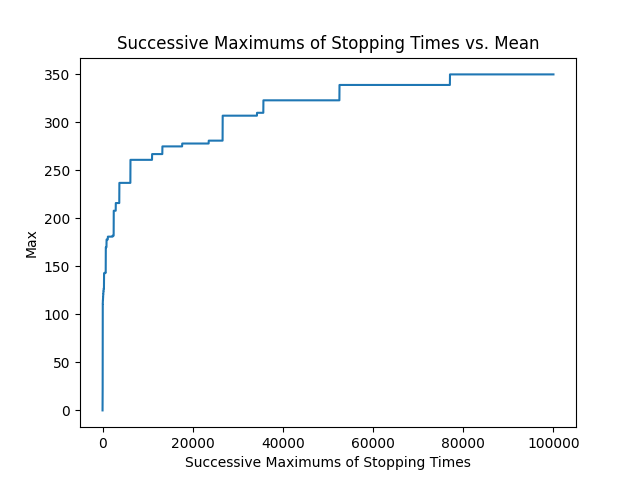 Successive Maximums of Stopping Times vs. Mean
350
300
250
200
150
100
50
0
Max
0 20000 40000 60000 80000 100000
Successive Maximums of Stopping Times